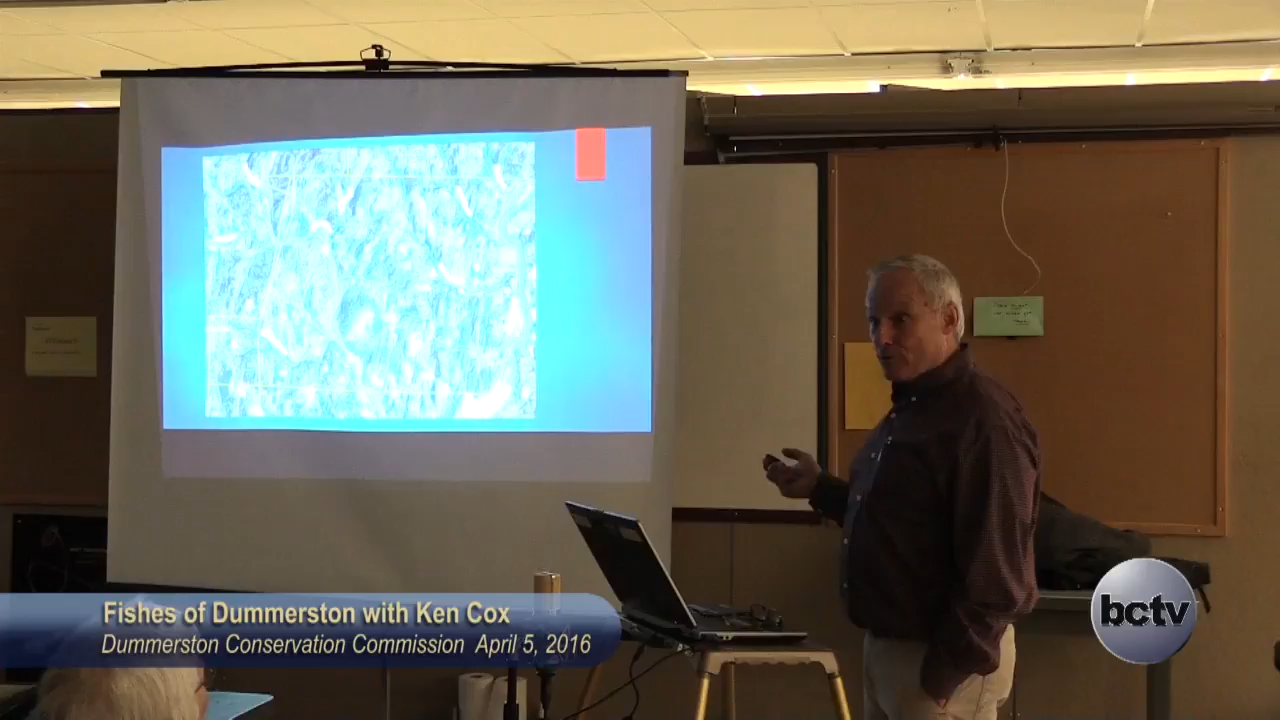 Fishes of Dummerston with Ken Cox
Dummerston Conservation Commission April 5, 2016
bctv